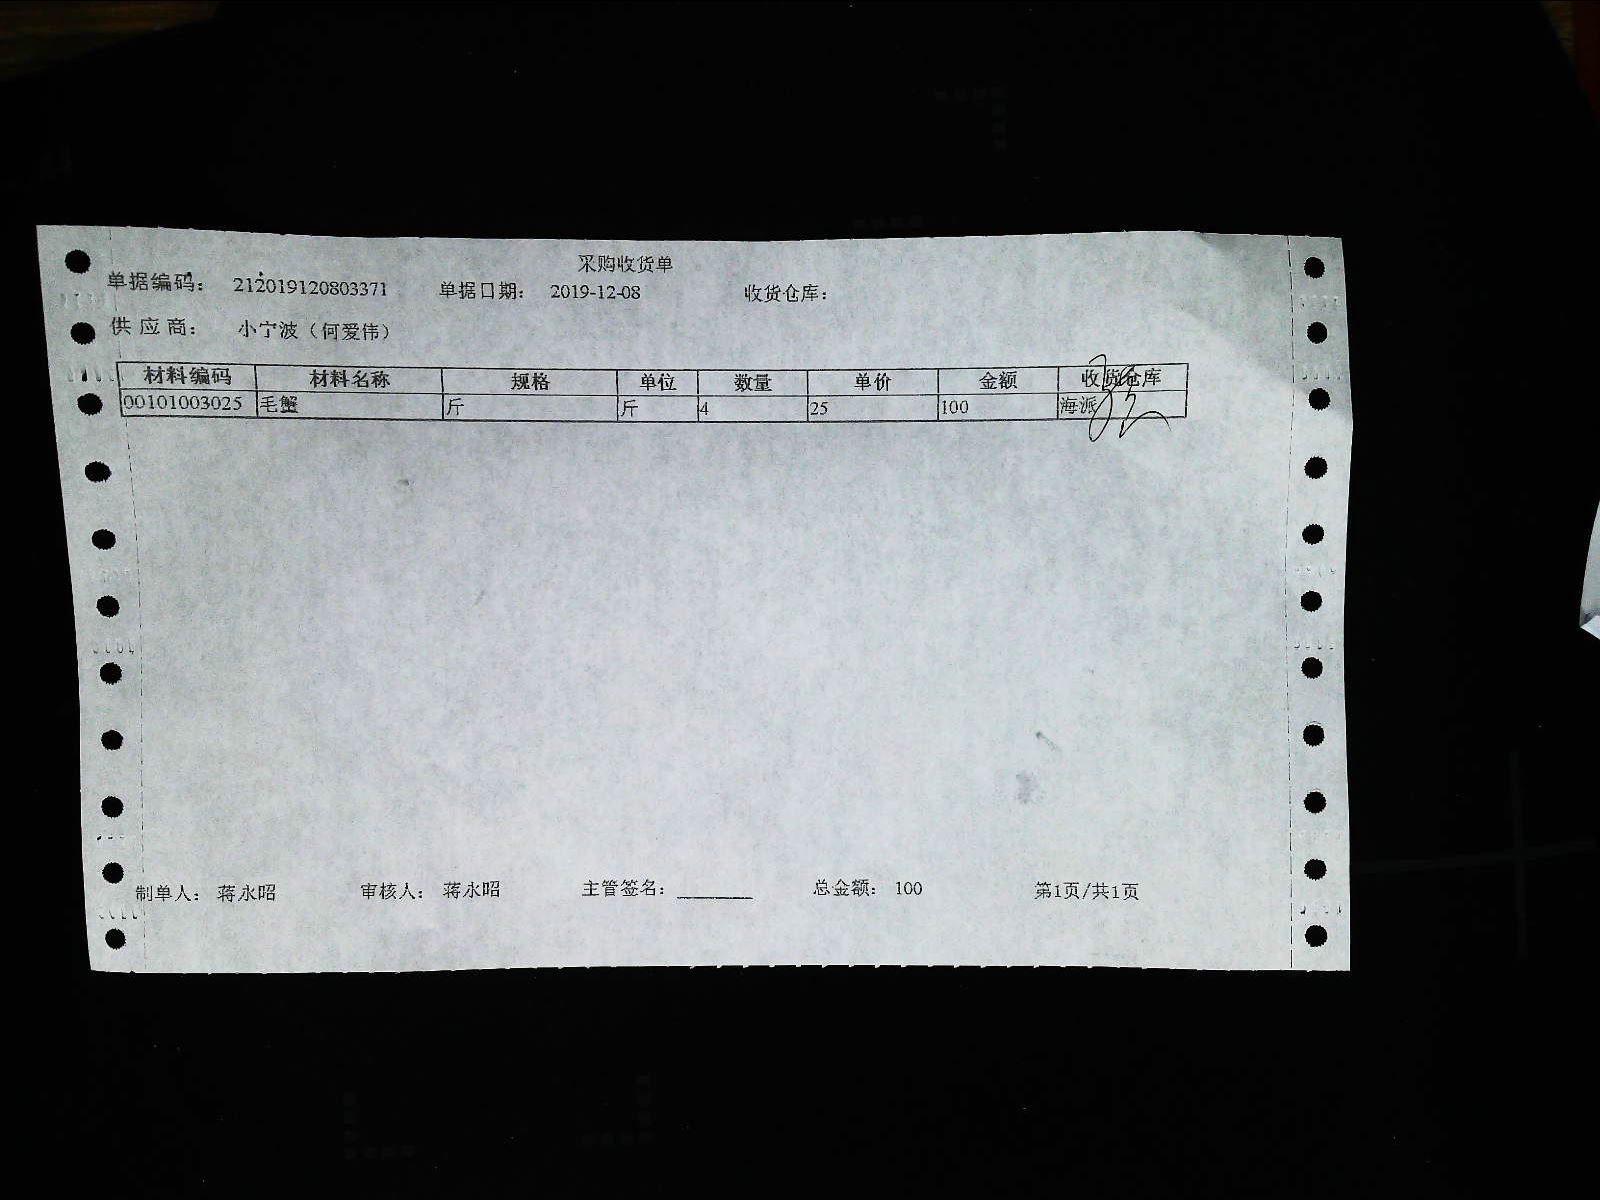 采购收货单
单据编码： 212019120803371 单据日期： 2019-12-08 收货仓库：
供应商： 小宁波（何爱伟）
材料编码 材料名称 规格 单位 数量 单价 金额 收货仓库
00101003025 毛蟹 斤 斤 4 25 100 海派
制单人： 蒋永昭 审核人： 蒋永昭 主管签名： ________ 总金额： 100 第1页/共1页